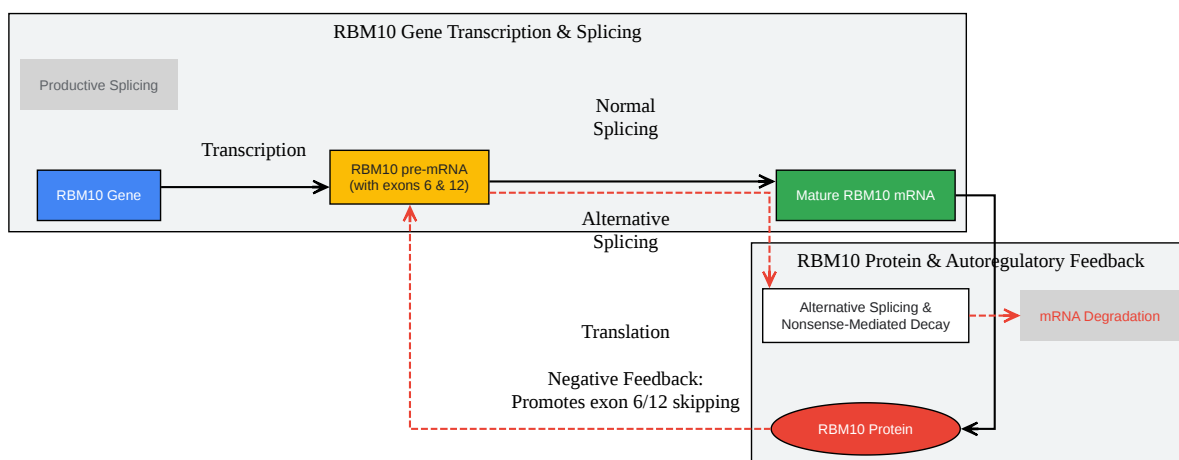 RBM10 Gene Transcription & Splicing
Productive Splicing
Normal
Splicing
Transcription
RBM10 pre-mRNA
(with exons 6 & 12)
RBM10 Gene
Mature RBM10 mRNA
Alternative
Splicing
RBM10 Protein & Autoregulatory Feedback
Alternative Splicing &
Nonsense-Mediated Decay
mRNA Degradation
Translation
Negative Feedback:
Promotes exon 6/12 skipping
RBM10 Protein